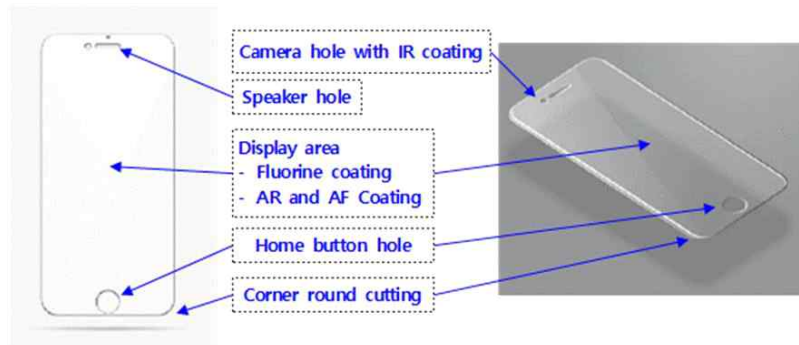 Camera hole with IR coating
Speaker hole
Display area
- Fluorine coating
- AR and AF Coating
Home button hole
Corner round cutting